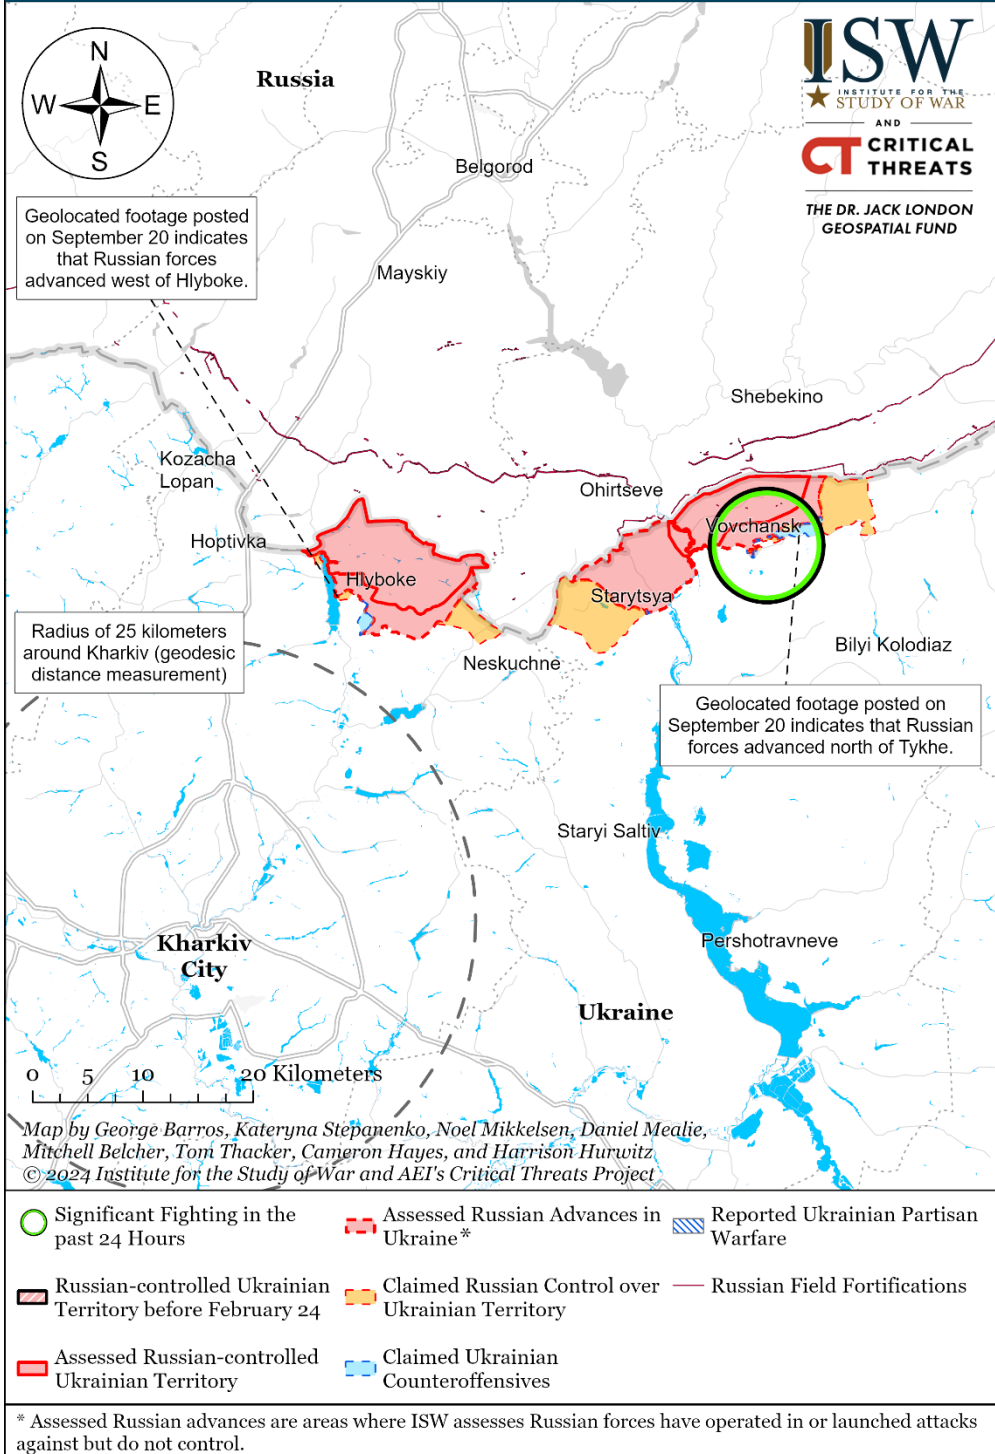 N
W
E
S
Russia
ISW
INSTITUTE FOR THE
STUDY OF WAR
AND
CT CRITICAL
THREATS
THE DR. JACK LONDON
GEOSPATIAL FUND
Belgorod
Geolocated footage posted
on September 20 indicates
that Russian forces
advanced west of Hlyboke.
Mayskiy
Shebekino
Kozacha
Lopan
Ohirtseve
Hoptivka
Vovchansk
Hlyboke
Starytsya
Radius of 25 kilometers
around Kharkiv (geodesic
distance measurement)
Neskuchne
Bilyi Kolodiaz
Geolocated footage posted on
September 20 indicates that Russian
forces advanced north of Tykhe.
Staryi Saltiv
Kharkiv
City
Pershotravneve
Ukraine
0 5 10 20 Kilometers
Map by George Barros, Kateryna Stepanenko, Noel Mikkelsen, Daniel Mealie,
Mitchell Belcher, Tom Thacker, Cameron Hayes, and Harrison Hurwitz
© 2024 Institute for the Study of War and AEI's Critical Threats Project
Significant Fighting in the
past 24 Hours
Assessed Russian Advances in
Ukraine*
Reported Ukrainian Partisan
Warfare
Russian-controlled Ukrainian
Territory before February 24
Claimed Russian Control over
Ukrainian Territory
Russian Field Fortifications
Assessed Russian-controlled
Ukrainian Territory
Claimed Ukrainian
Counteroffensives
* Assessed Russian advances are areas where ISW assesses Russian forces have operated in or launched attacks
against but do not control.